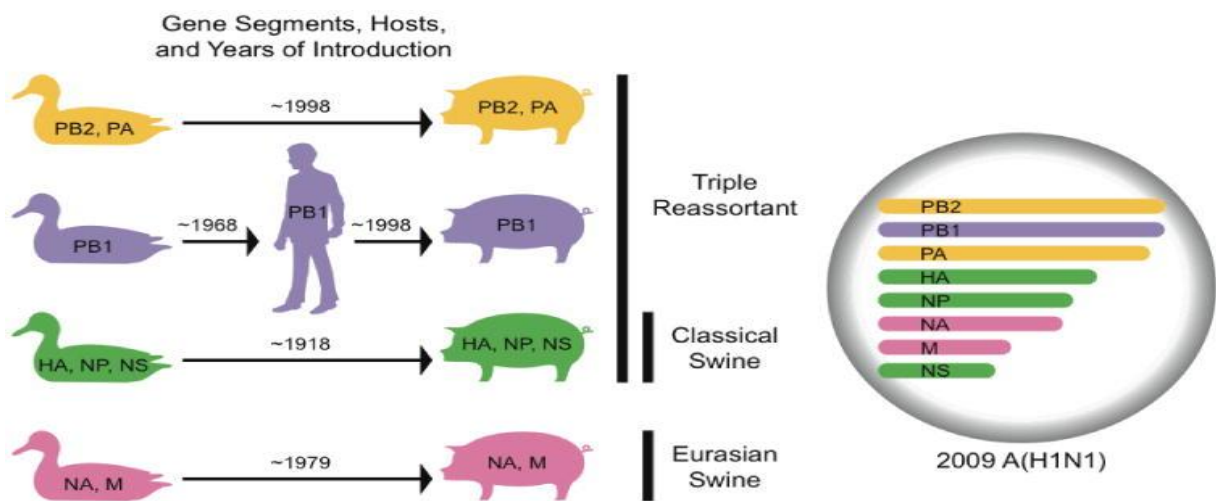 Gene Segments, Hosts,
and Years of Introduction
PB2, PA
~1998
PB2, PA
PB1
~1968
PB1
~1998
PB1
HA, NP, NS
~1918
HA, NP, NS
NA, M
~1979
NA, M
Triple
Reassortant
Classical
Swine
Eurasian
Swine
PB2
PB1
PA
HA
NP
NA
M
NS
2009 A(H1N1)